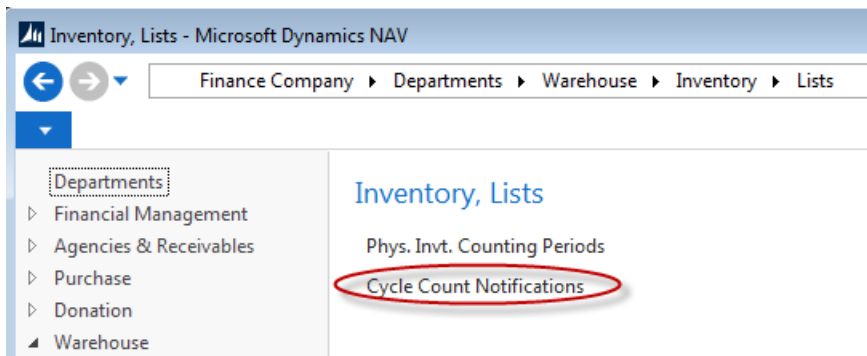 Inventory, Lists - Microsoft Dynamics NAV
Finance Company ▸ Departments ▸ Warehouse ▸ Inventory ▸ Lists
Departments
Financial Management
Agencies & Receivables
Purchase
Donation
Warehouse
Inventory, Lists
Phys. Invt. Counting Periods
Cycle Count Notifications